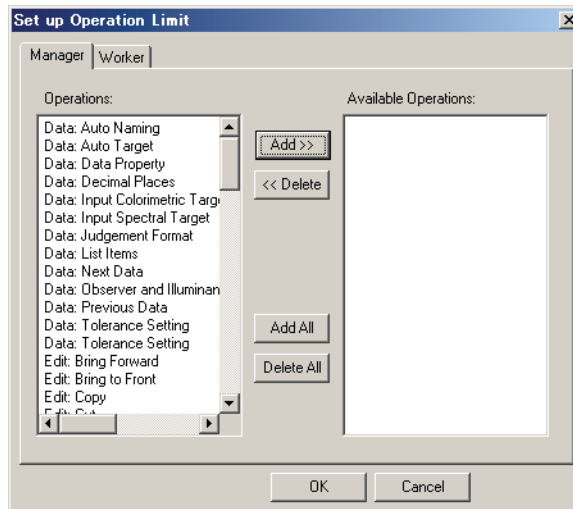 Set up Operation Limit
Manager
Worker
Operations:
Available Operations:
Data: Auto Naming
Data: Auto Target
Data: Data Property
Data: Decimal Places
Data: Input Colorimetric Targ
Data: Input Spectral Target
Data: Judgement Format
Data: List Items
Data: Next Data
Data: Observer and Illuminan
Data: Previous Data
Data: Tolerance Setting
Data: Tolerance Setting
Edit: Bring Forward
Edit: Bring to Front
Edit: Copy
Edit: Cut
Add >>
<< Delete
Add All
Delete All
OK
Cancel